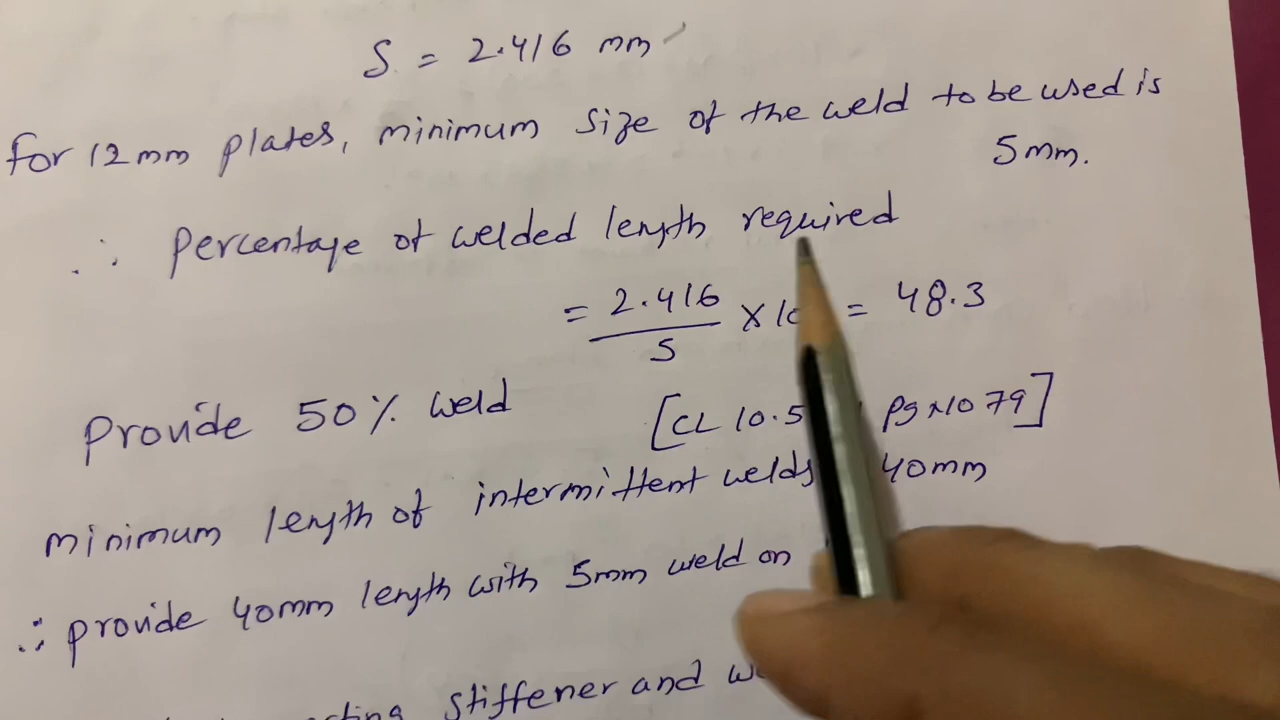 S = 2.416 mm
For 12mm plates, minimum size of the weld to be used is
5mm.
∴ Percentage of welded length required
= 2.416 / 5 × = 48.3
Provide 50% weld
[CL 10.5 Pg 79]
minimum length of intermittent welds 40mm
∴ provide 40mm length with 5mm weld on
stiffener and